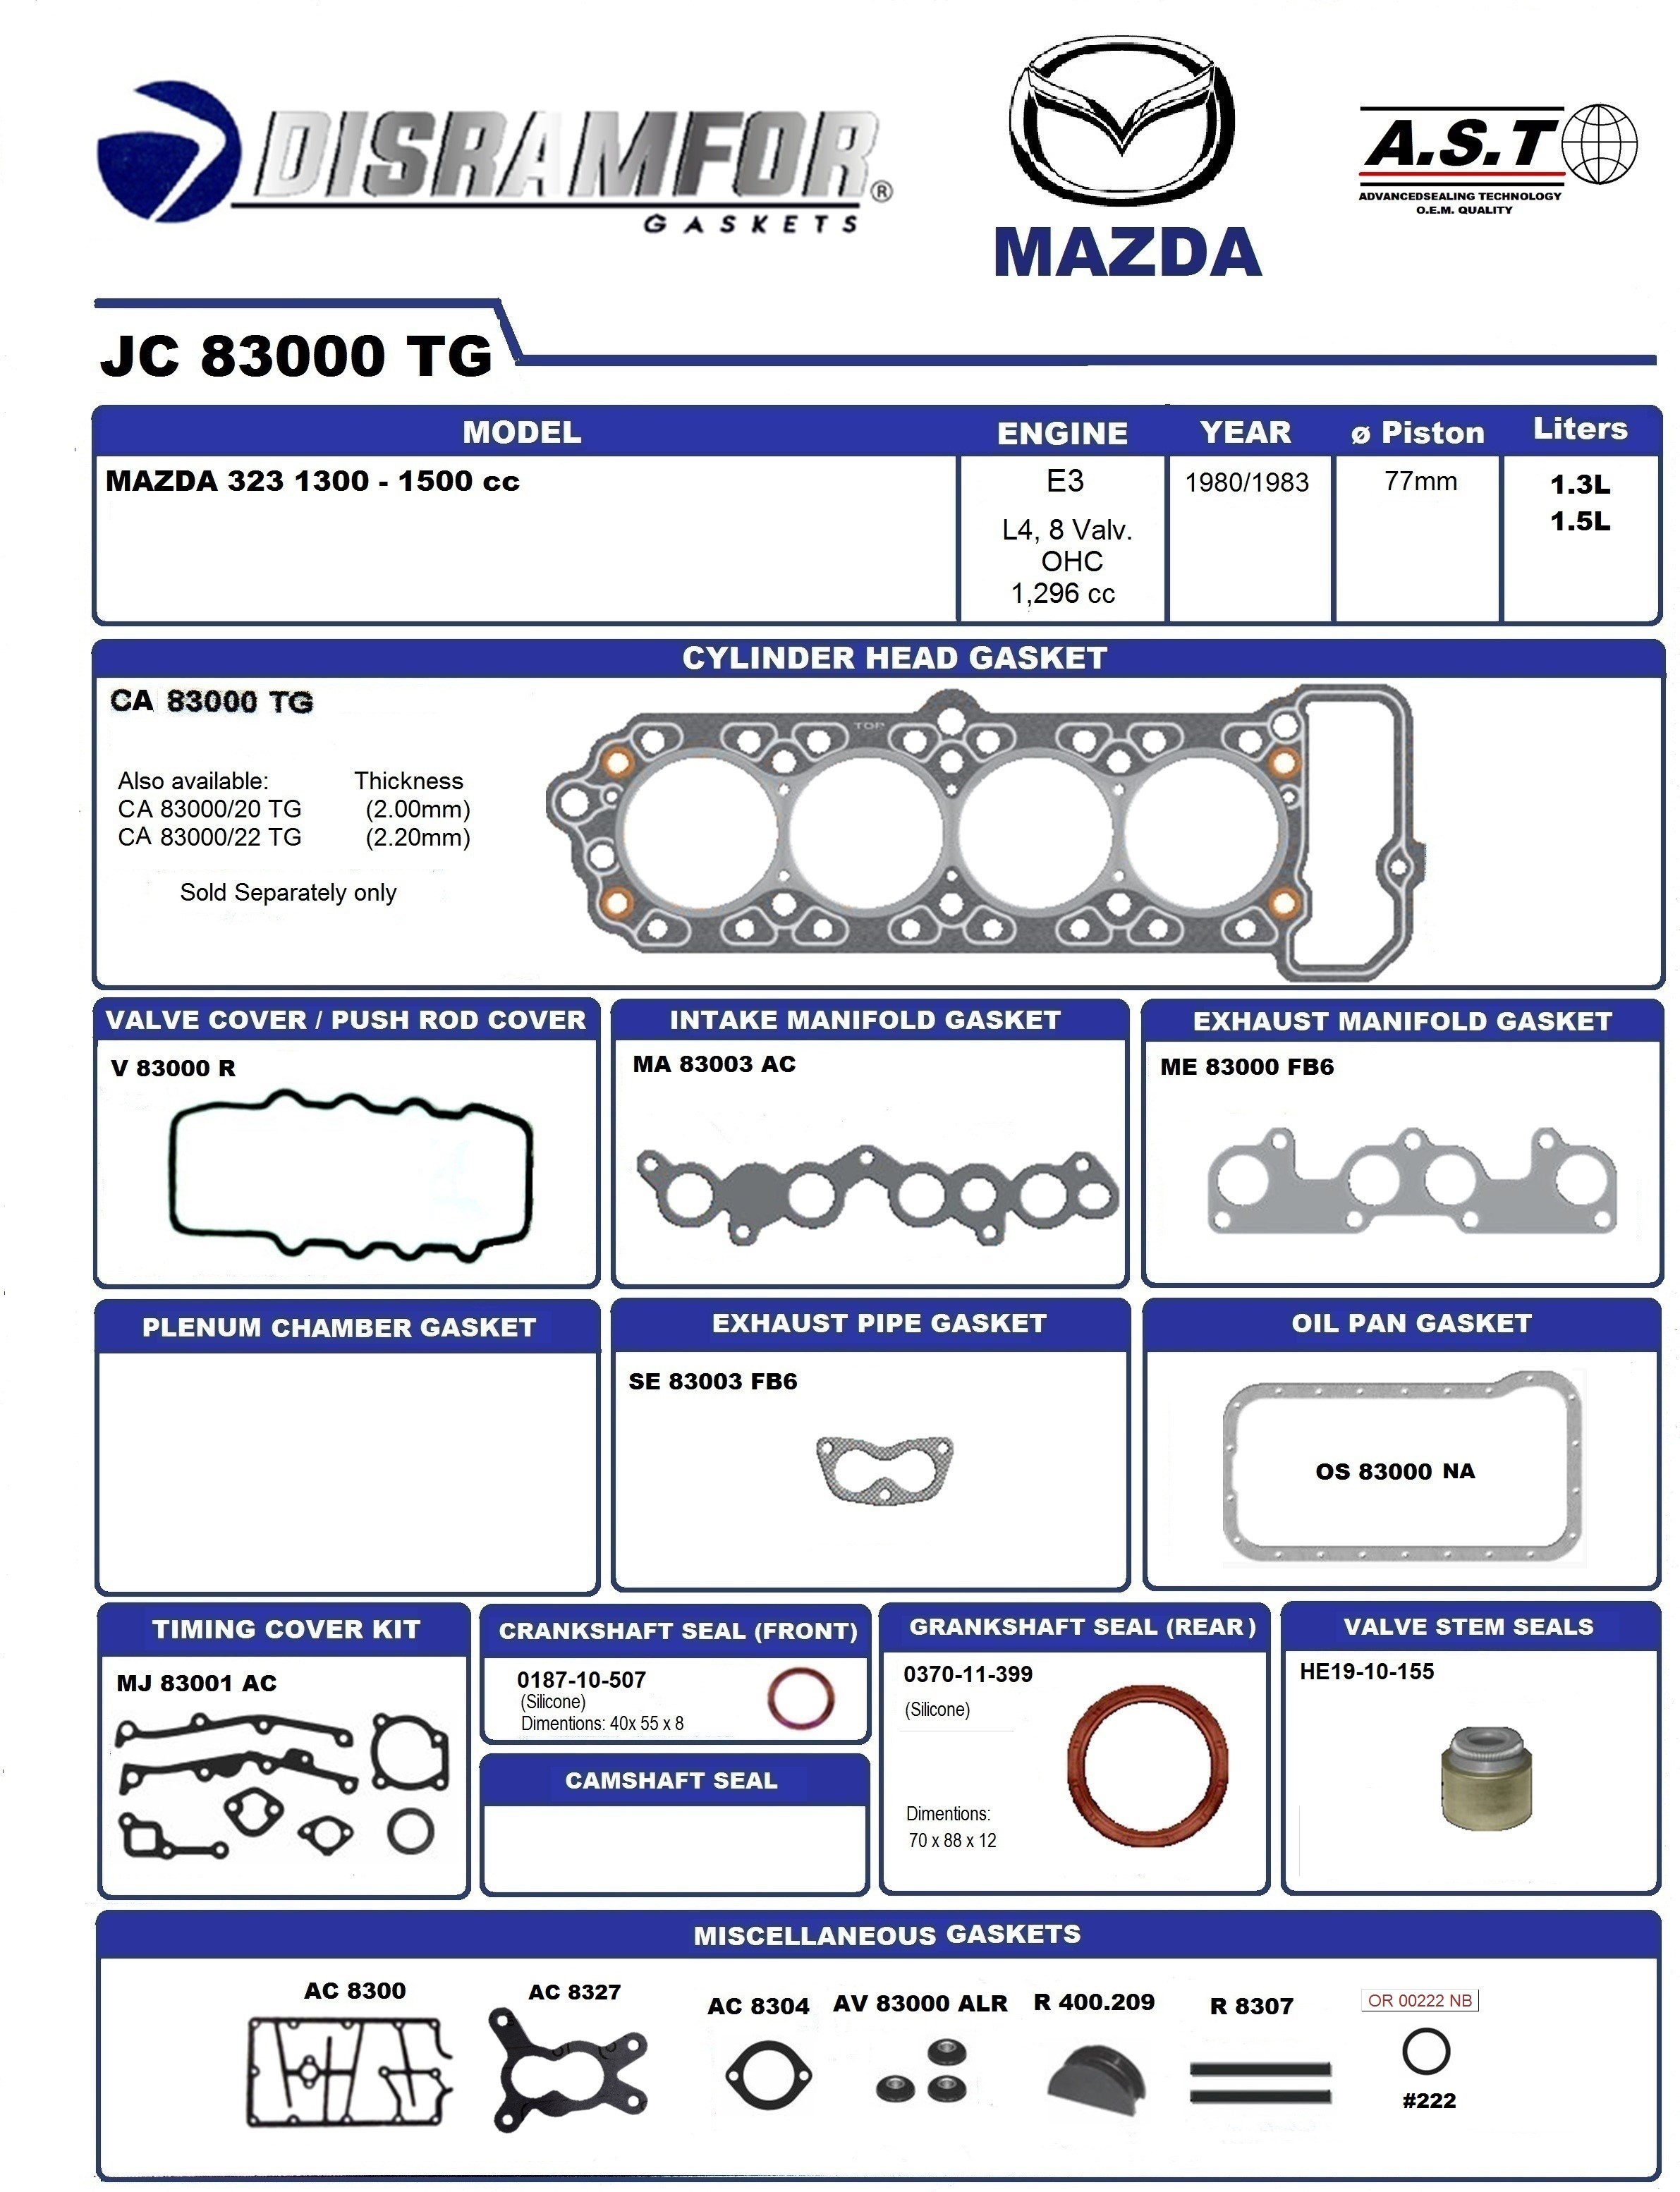 DISRAMFOR®
GASKETS
MAZDA
A.S.T
ADVANCEDSEALING TECHNOLOGY
O.E.M. QUALITY
JC 83000 TG
MODEL ENGINE YEAR ø Piston Liters
MAZDA 323 1300 - 1500 cc E3 1980/1983 77mm 1.3L
1.5L
L4, 8 Valv.
OHC
1,296 cc
CYLINDER HEAD GASKET
CA 83000 TG
TOP
Also available: Thickness
CA 83000/20 TG (2.00mm)
CA 83000/22 TG (2.20mm)
Sold Separately only
VALVE COVER / PUSH ROD COVER
V 83000 R
INTAKE MANIFOLD GASKET
MA 83003 AC
EXHAUST MANIFOLD GASKET
ME 83000 FB6
PLENUM CHAMBER GASKET
EXHAUST PIPE GASKET
SE 83003 FB6
OIL PAN GASKET
OS 83000 NA
TIMING COVER KIT
MJ 83001 AC
CRANKSHAFT SEAL (FRONT)
0187-10-507
(Silicone)
Dimentions: 40x 55 x 8
CAMSHAFT SEAL
GRANKSHAFT SEAL (REAR)
0370-11-399
(Silicone)
Dimentions:
70 x 88 x 12
VALVE STEM SEALS
HE19-10-155
MISCELLANEOUS GASKETS
AC 8300
AC 8327
AC 8304
AV 83000 ALR
R 400.209
R 8307
OR 00222 NB
#222